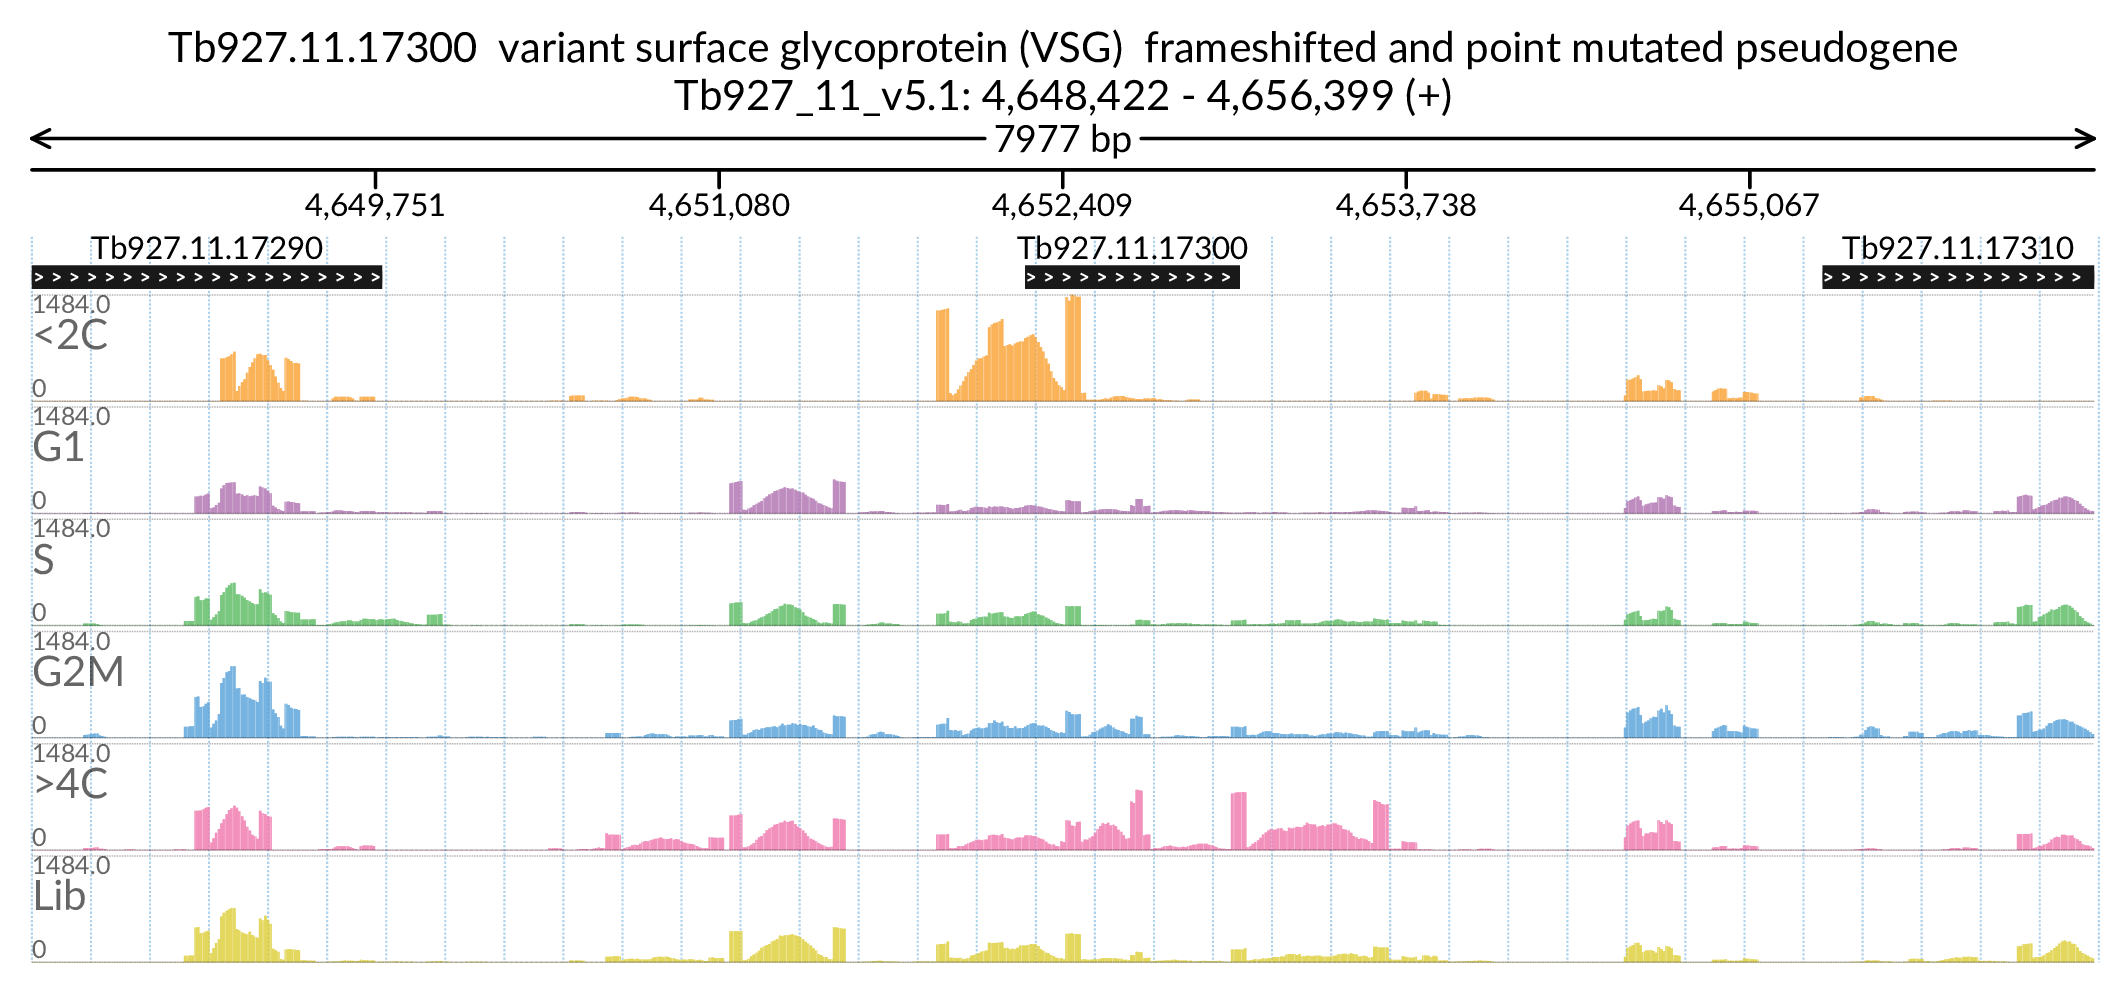 Tb927.11.17300 variant surface glycoprotein (VSG) frameshifted and point mutated pseudogene
Tb927_11_v5.1: 4,648,422 - 4,656,399 (+)
7977 bp
4,649,751 4,651,080 4,652,409 4,653,738 4,655,067
Tb927.11.17290 Tb927.11.17300 Tb927.11.17310
1484.0
<2C
0
1484.0
G1
0
1484.0
S
0
1484.0
G2M
0
1484.0
>4C
0
1484.0
Lib
0